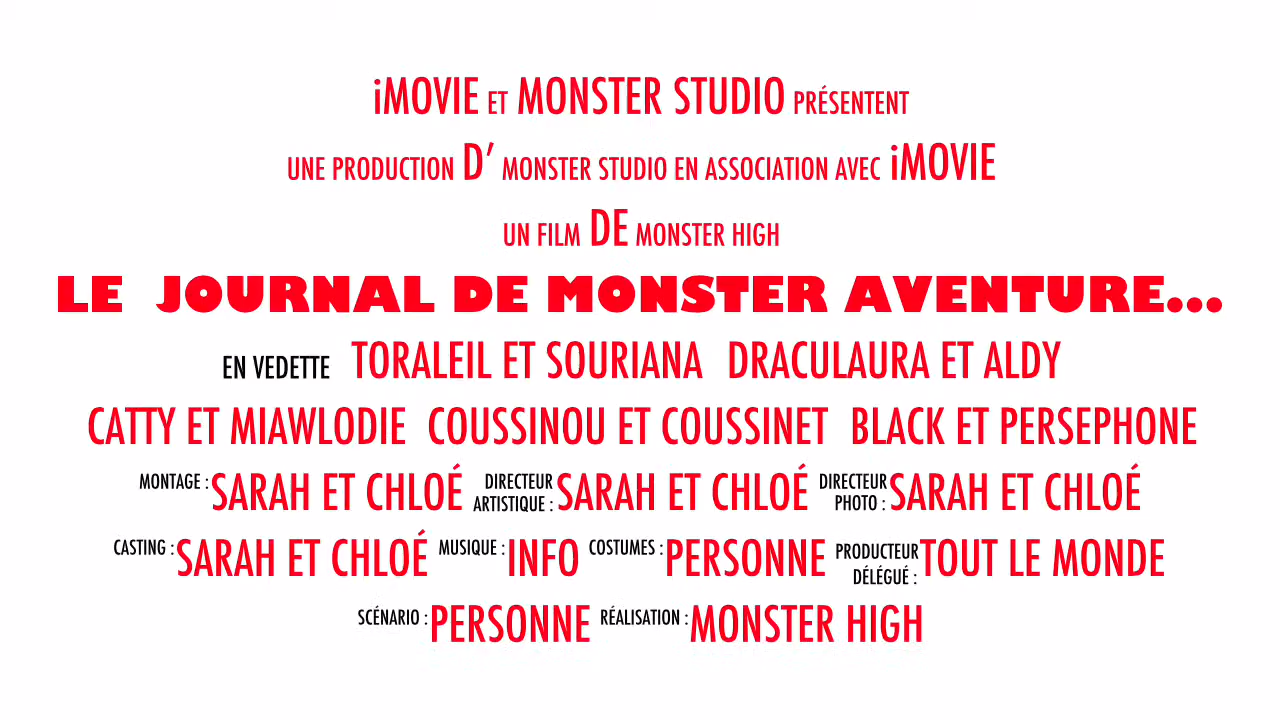 iMOVIE ET MONSTER STUDIO PRÉSENTENT
UNE PRODUCTION D’ MONSTER STUDIO EN ASSOCIATION AVEC iMOVIE
UN FILM DE MONSTER HIGH
LE JOURNAL DE MONSTER AVENTURE...
EN VEDETTE TORALEIL ET SOURIANA DRACULAURA ET ALDY
CATTY ET MIAWLODIE COUSSINOU ET COUSSINET BLACK ET PERSEPHONE
MONTAGE : SARAH ET CHLOÉ DIRECTEUR ARTISTIQUE : SARAH ET CHLOÉ DIRECTEUR PHOTO : SARAH ET CHLOÉ
CASTING : SARAH ET CHLOÉ MUSIQUE : INFO COSTUMES : PERSONNE PRODUCTEUR DÉLÉGUÉ : TOUT LE MONDE
SCÉNARIO : PERSONNE RÉALISATION : MONSTER HIGH